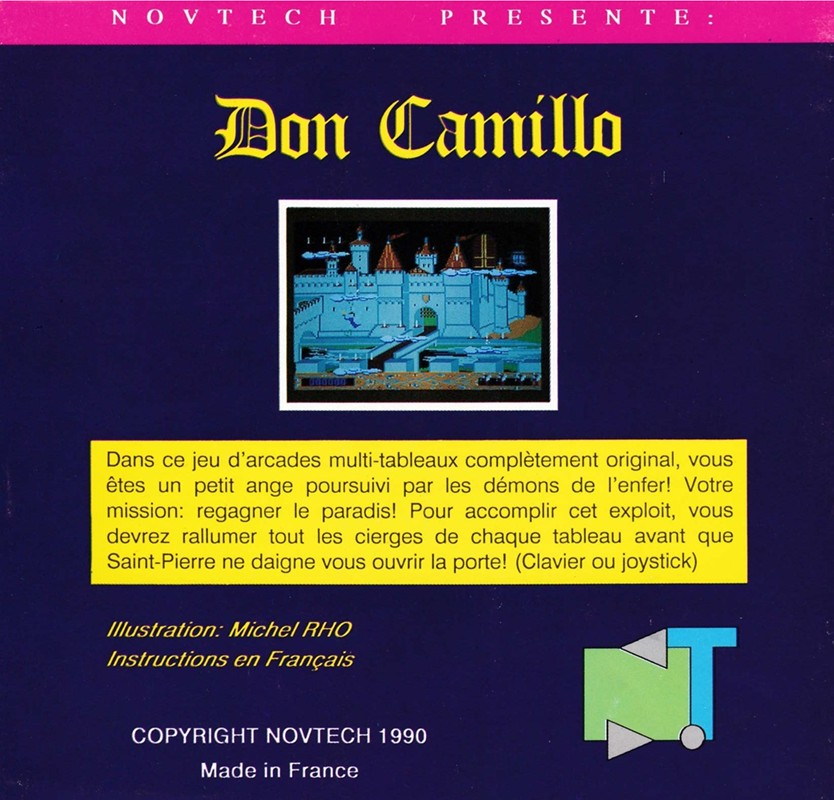 NOVTECH PRESENTE:
Don Camillo
Dans ce jeu d'arcades multi-tableaux complètement original, vous
êtes un petit ange poursuivi par les démons de l'enfer! Votre
mission: regagner le paradis! Pour accomplir cet exploit, vous
devrez rallumer tout les cierges de chaque tableau avant que
Saint-Pierre ne daigne vous ouvrir la porte! (Clavier ou joystick)
Illustration: Michel RHO
Instructions en Français
NT
COPYRIGHT NOVTECH 1990
Made in France